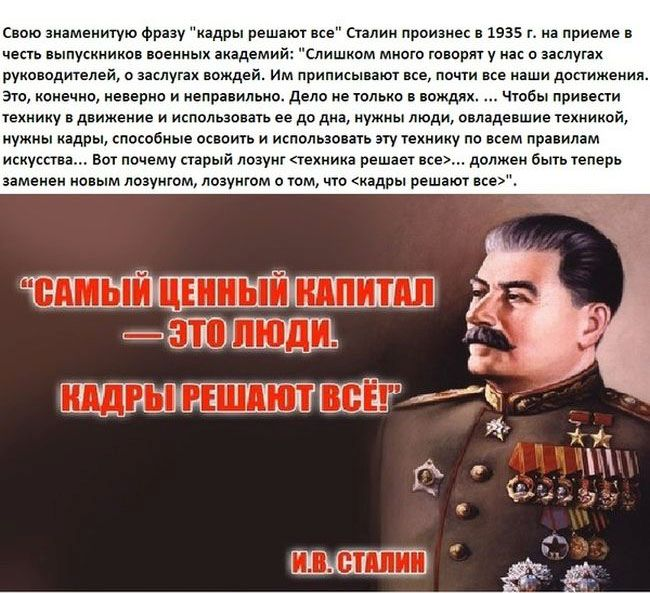 Свою знаменитую фразу "кадры решают все" Сталин произнес в 1935 г. на приеме в
честь выпускников военных академий: "Слишком много говорят у нас о заслугах
руководителей, о заслугах вождей. Им приписывают все, почти все наши достижения.
Это, конечно, неверно и неправильно. Дело не только в вождях. ... Чтобы привести
технику в движение и использовать ее до дна, нужны люди, овладевшие техникой,
нужны кадры, способные освоить и использовать эту технику по всем правилам
искусства... Вот почему старый лозунг <техника решает все>... должен быть теперь
заменен новым лозунгом, лозунгом о том, что <кадры решают все>".
"САМЫЙ ЦЕННЫЙ КАПИТАЛ
— ЭТО ЛЮДИ.
КАДРЫ РЕШАЮТ ВСЁ!"
И.В. СТАЛИН